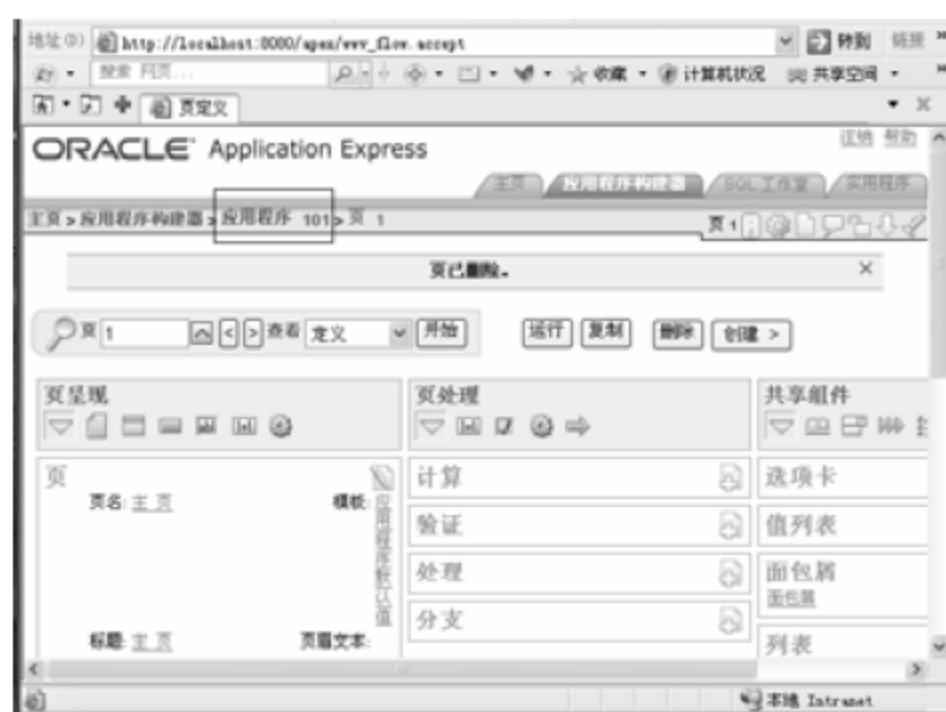 地址(D) http://localhost:8080/apex/wwv_flow.accept 转到 链接 »
搜索 网页... 收藏 计算机状况 共享空间 »
页定义
ORACLE Application Express
注销 帮助
主页 应用程序构建器 SQL 工作室 实用程序
主页 > 应用程序构建器 > 应用程序 101 > 页 1 页 1
页已删除。 ×
页 1 < > 查看 定义 开始 运行 复制 删除 创建 >
页呈现 页处理 共享组件
页 计算 选项卡
页名: 主 页 模板: 应用程序默认值
验证 值列表
处理 面包屑
面包屑
分支 列表
标题: 主 页 页眉文本:
本地 Intranet